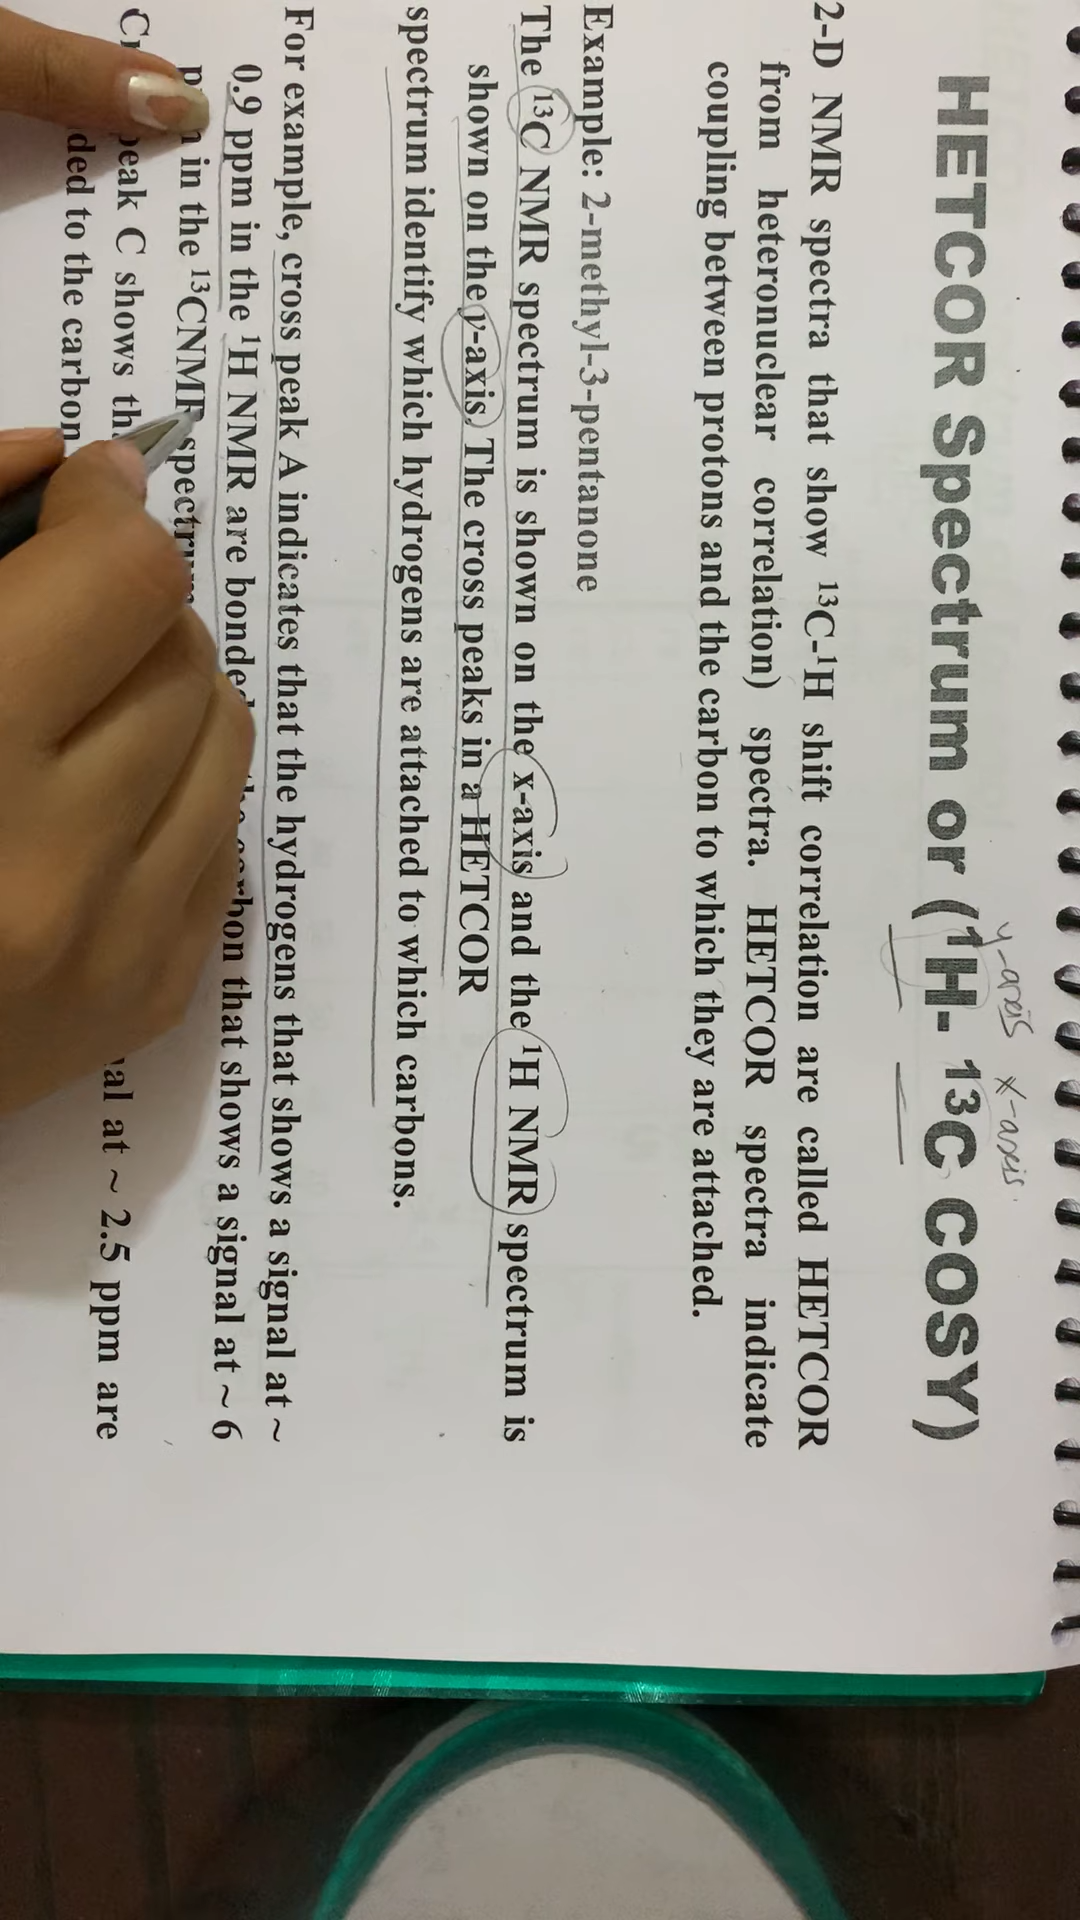 y-axis x-axis
HETCOR Spectrum or (1H- 13C COSY)
2-D NMR spectra that show 13C-1H shift correlation are called HETCOR
from heteronuclear correlation) spectra. HETCOR spectra indicate
coupling between protons and the carbon to which they are attached.
Example: 2-methyl-3-pentanone
The 13C NMR spectrum is shown on the x-axis and the 1H NMR spectrum is
shown on the y-axis. The cross peaks in a HETCOR
spectrum identify which hydrogens are attached to which carbons.
For example, cross peak A indicates that the hydrogens that shows a signal at ~
0.9 ppm in the 1H NMR are bonded carbon that shows a signal at ~ 6
in the 13CNMR spectrum
peak C shows at ~ 2.5 ppm are
to the carbon